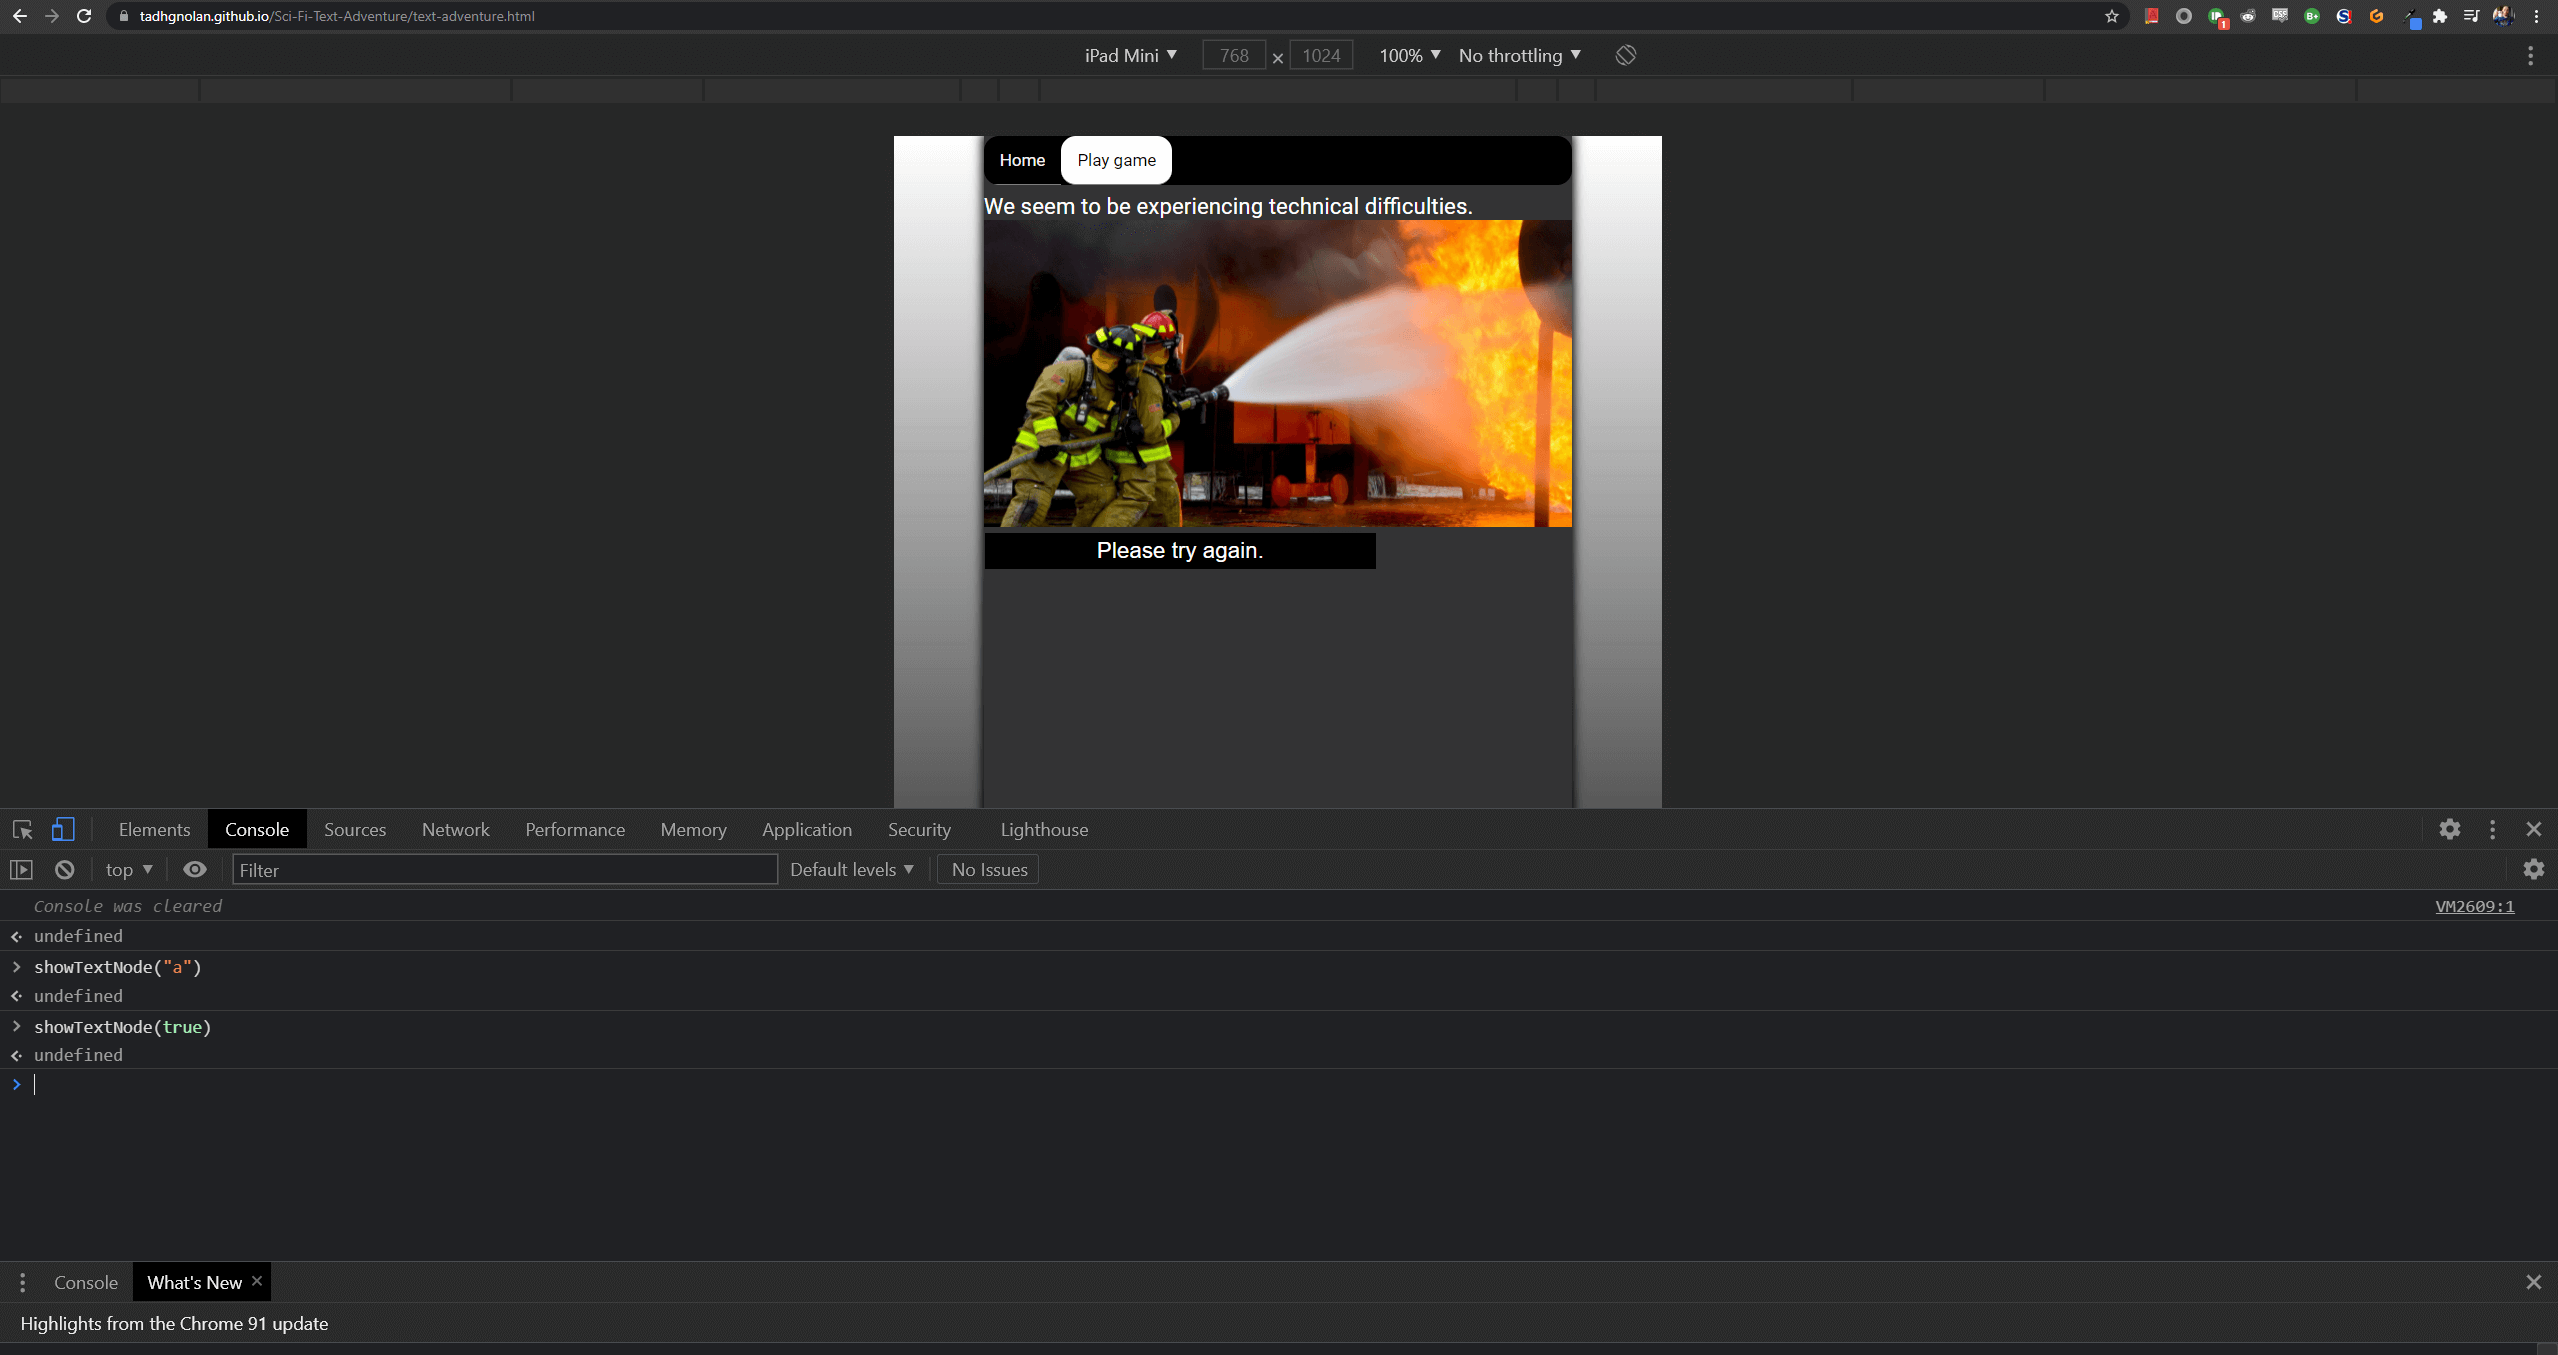 tadhgnolan.github.io/Sci-Fi-Text-Adventure/text-adventure.html
1
iPad Mini ▼ 768 × 1024 100% ▼ No throttling ▼
Home Play game
We seem to be experiencing technical difficulties.
Please try again.
Elements Console Sources Network Performance Memory Application Security Lighthouse
top ▼ Filter Default levels ▼ No Issues
Console was cleared VM2609:1
undefined
showTextNode("a")
undefined
showTextNode(true)
undefined
Console What's New ×
Highlights from the Chrome 91 update